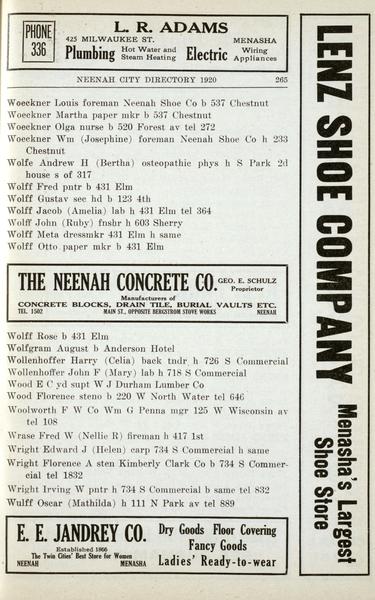 PHONE
336
L. R. ADAMS
425 MILWAUKEE ST. MENASHA
Plumbing Hot Water and Steam Heating Electric Wiring Appliances
NEENAH CITY DIRECTORY 1920 265
Woeckner Louis foreman Neenah Shoe Co b 537 Chestnut
Woeckner Martha paper mkr b 537 Chestnut
Woeckner Olga nurse b 520 Forest av tel 272
Woeckner Wm (Josephine) foreman Neenah Shoe Co h 233
Chestnut
Wolfe Andrew H (Bertha) osteopathic phys h S Park 2d
house s of 317
Wolff Fred pntr b 431 Elm
Wolff Gustav sec hd b 123 4th
Wolff Jacob (Amelia) lab h 431 Elm tel 364
Wolff John (Ruby) fnshr h 603 Sherry
Wolff Meta dressmkr 431 Elm h same
Wolff Otto paper mkr b 431 Elm
THE NEENAH CONCRETE CO. GEO. E. SCHULZ
Proprietor
Manufacturers of
CONCRETE BLOCKS, DRAIN TILE, BURIAL VAULTS ETC.
TEL. 1502 MAIN ST., OPPOSITE BERGSTROM STOVE WORKS NEENAH
Wolff Rose b 431 Elm
Wolfgram August b Anderson Hotel
Wollenhoffer Harry (Celia) back tndr h 726 S Commercial
Wollenhoffer John F (Mary) lab h 718 S Commercial
Wood E C yd supt W J Durham Lumber Co
Wood Florence steno b 220 W North Water tel 646
Woolworth F W Co Wm G Penna mgr 125 W Wisconsin av
tel 108
Wrase Fred W (Nellie R) fireman h 417 1st
Wright Edward J (Helen) carp 734 S Commercial h same
Wright Florence A sten Kimberly Clark Co b 734 S Commer-
cial tel 1832
Wright Irving W pntr h 734 S Commercial b same tel 832
Wulff Oscar (Mathilda) h 111 N Park av tel 889
E. E. JANDREY CO.
Established 1866
The Twin Cities' Best Store for Women
NEENAH MENASHA
Dry Goods Floor Covering
Fancy Goods
Ladies' Ready-to-wear
LENZ SHOE COMPANY
Menasha's Largest
Shoe Store